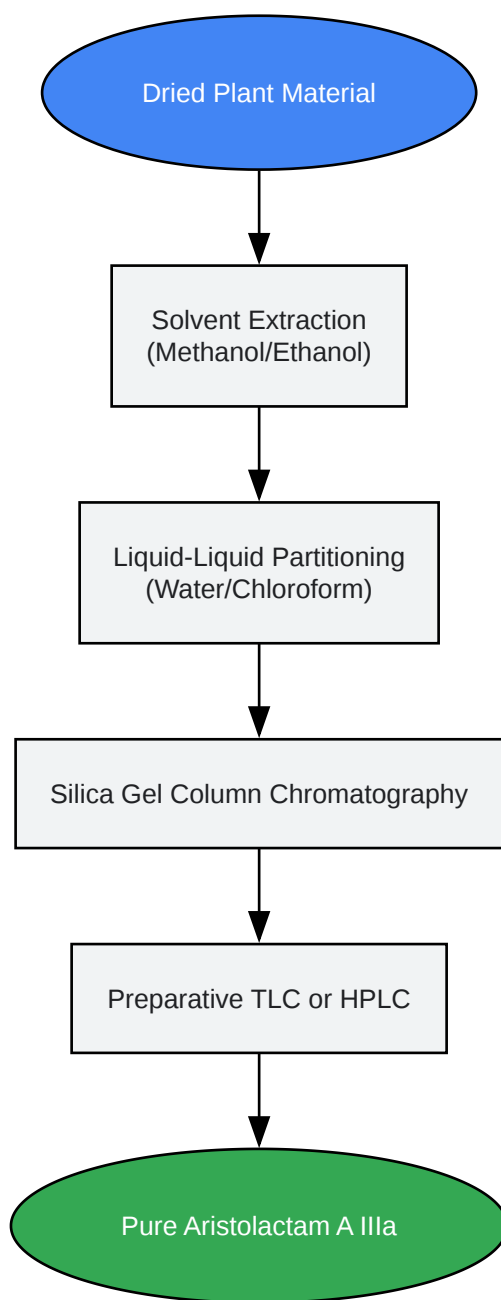 Dried Plant Material
Solvent Extraction
(Methanol/Ethanol)
Liquid-Liquid Partitioning
(Water/Chloroform)
Silica Gel Column Chromatography
Preparative TLC or HPLC
Pure Aristolactam A IIIa